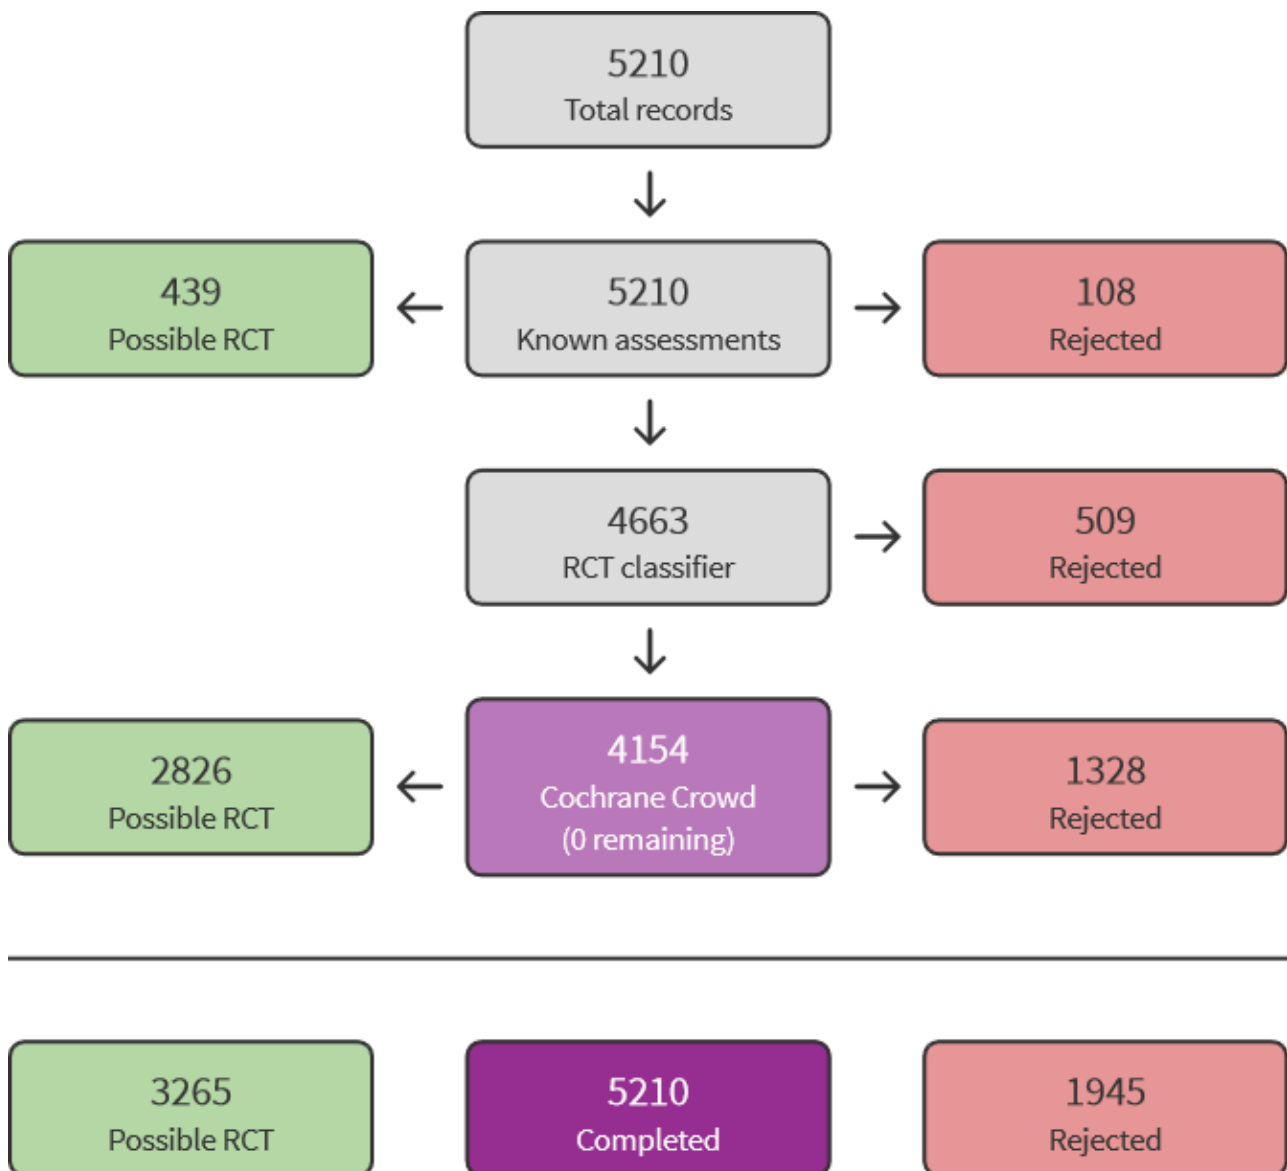 5210
Total records
439
Possible RCT
5210
Known assessments
108
Rejected
4663
RCT classifier
509
Rejected
2826
Possible RCT
4154
Cochrane Crowd
(0 remaining)
1328
Rejected
3265
Possible RCT
5210
Completed
1945
Rejected